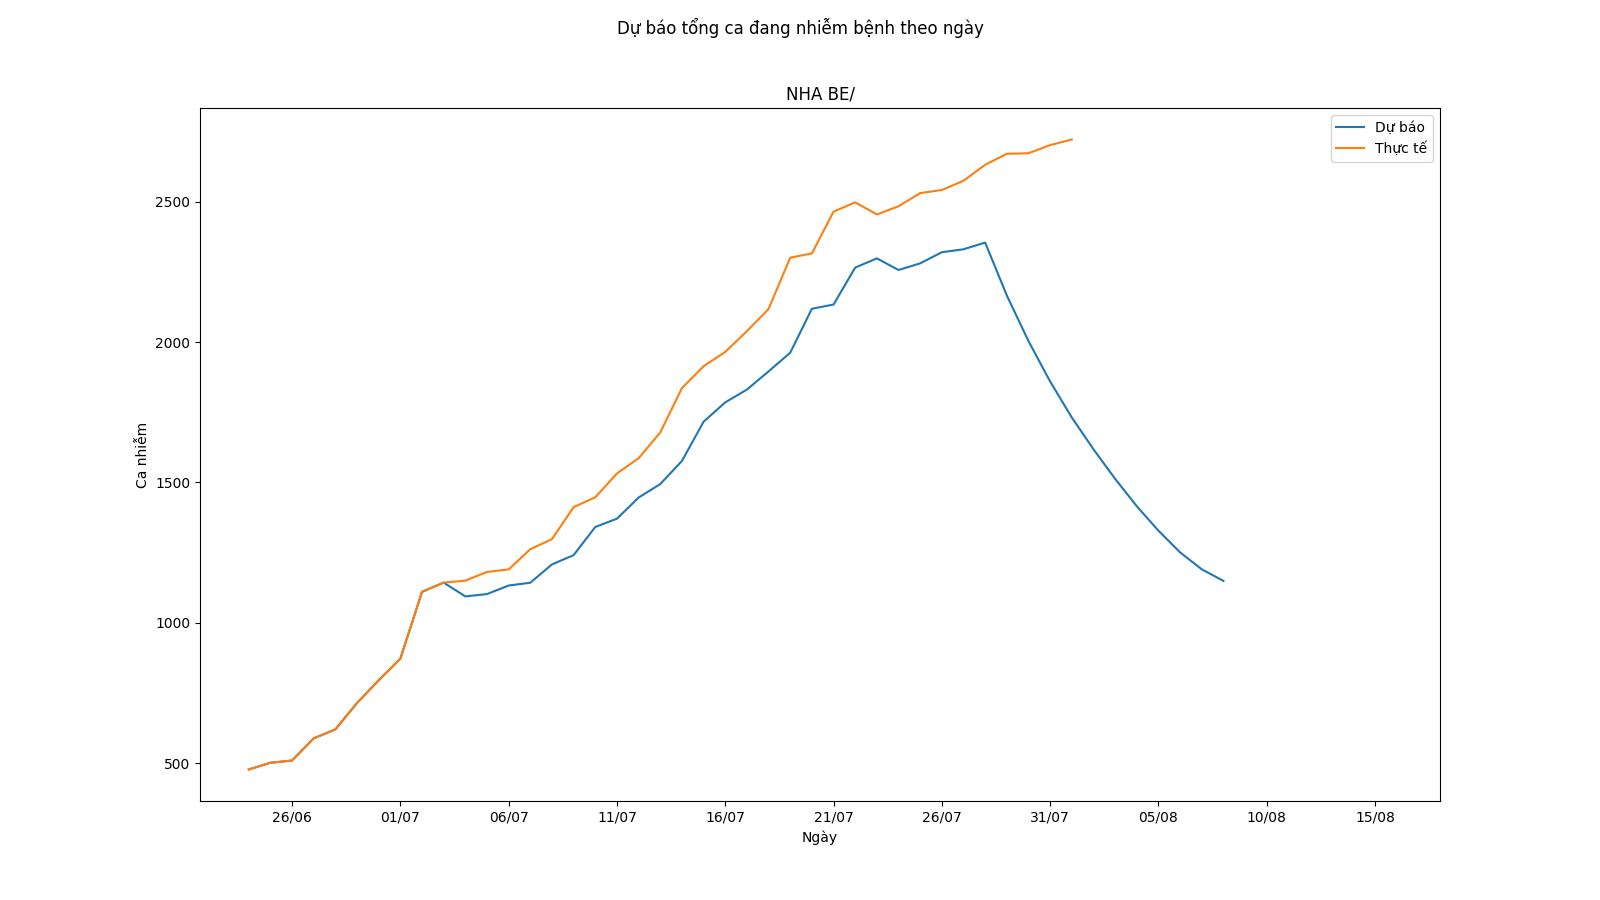 Dự báo tổng ca đang nhiễm bệnh theo ngày
NHA BE/
Dự báo
Thực tế
2500
2000
1500
1000
500
Ca nhiễm
26/06 01/07 06/07 11/07 16/07 21/07 26/07 31/07 05/08 10/08 15/08
Ngày